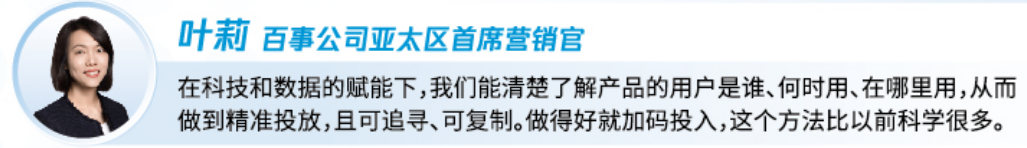 叶莉 百事公司亚太区首席营销官
在科技和数据的赋能下,我们能清楚了解产品的用户是谁、何时用、在哪里用,从而
做到精准投放,且可追寻、可复制。做得好就加码投入,这个方法比以前科学很多。